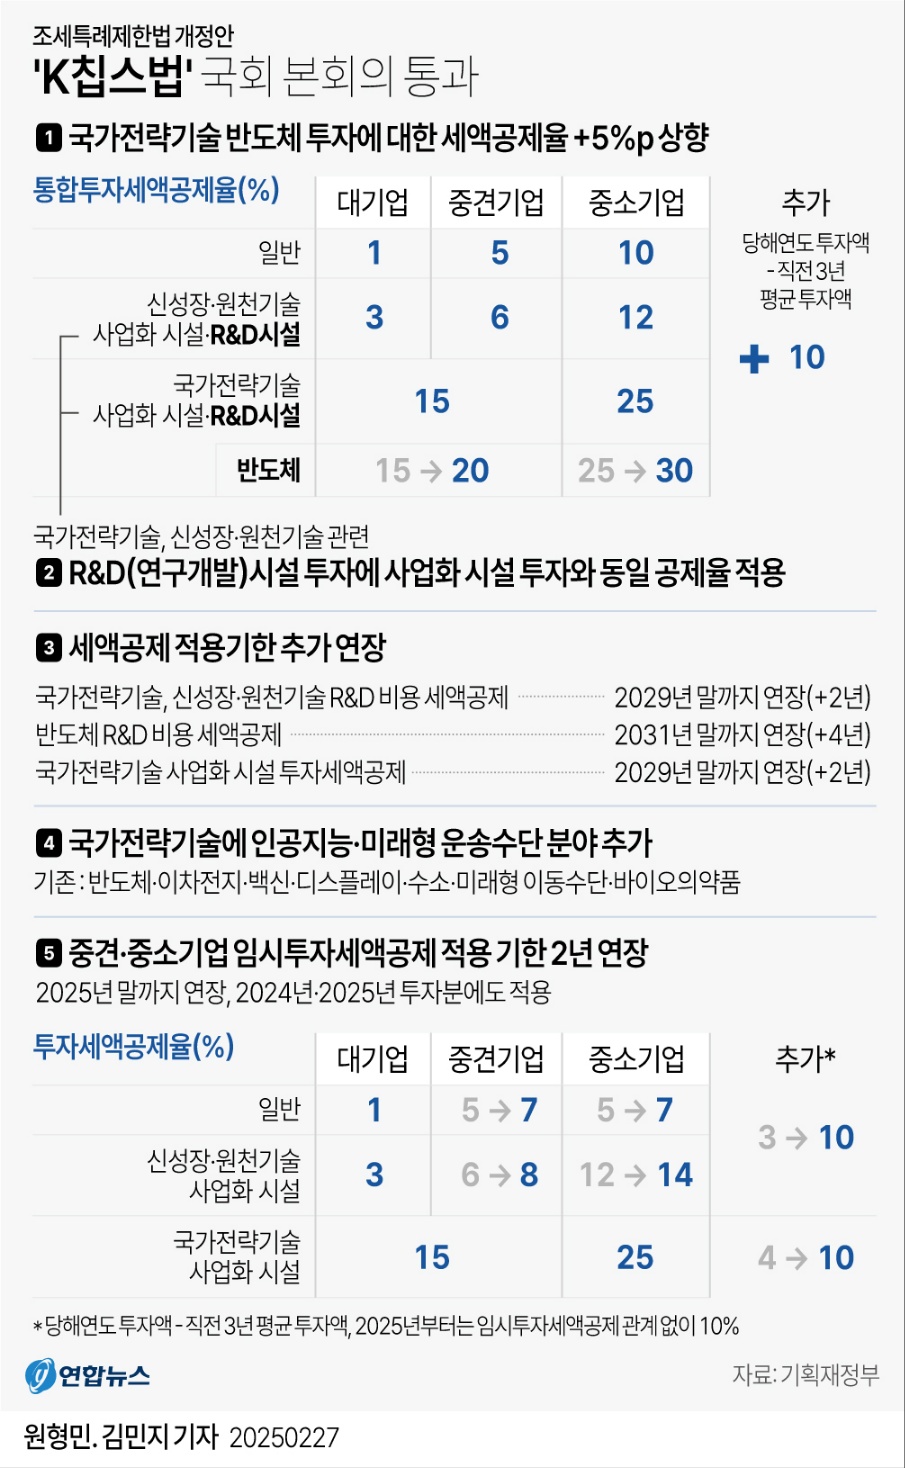 조세특례제한법 개정안
'K칩스법' 국회 본회의 통과
1 국가전략기술 반도체 투자에 대한 세액공제율 +5%p 상향
통합투자세액공제율(%)
대기업 중견기업 중소기업
추가
당해연도 투자액
- 직전 3년
평균 투자액
+ 10
일반 1 5 10
신성장·원천기술
사업화 시설·R&D시설 3 6 12
국가전략기술
사업화 시설·R&D시설 15 25
반도체 15 → 20 25 → 30
국가전략기술, 신성장·원천기술 관련
2 R&D(연구개발)시설 투자에 사업화 시설 투자와 동일 공제율 적용
3 세액공제 적용기한 추가 연장
국가전략기술, 신성장·원천기술 R&D 비용 세액공제 2029년 말까지 연장(+2년)
반도체 R&D 비용 세액공제 2031년 말까지 연장(+4년)
국가전략기술 사업화 시설 투자세액공제 2029년 말까지 연장(+2년)
4 국가전략기술에 인공지능·미래형 운송수단 분야 추가
기존 : 반도체·이차전지·백신·디스플레이·수소·미래형 이동수단·바이오의약품
5 중견·중소기업 임시투자세액공제 적용 기한 2년 연장
2025년 말까지 연장, 2024년·2025년 투자분에도 적용
투자세액공제율(%)
대기업 중견기업 중소기업 추가*
일반 1 5 → 7 5 → 7
신성장·원천기술
사업화 시설 3 6 → 8 12 → 14
3 → 10
국가전략기술
사업화 시설 15 25 4 → 10
* 당해연도 투자액 - 직전 3년 평균 투자액, 2025년부터는 임시투자세액공제 관계 없이 10%
연합뉴스
자료: 기획재정부
원형민. 김민지 기자 20250227